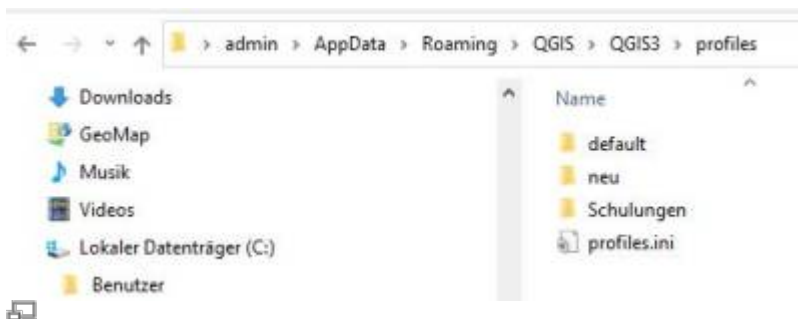 admin > AppData > Roaming > QGIS > QGIS3 > profiles
Downloads
GeoMap
Musik
Videos
Lokaler Datenträger (C:)
Benutzer
Name
default
neu
Schulungen
profiles.ini